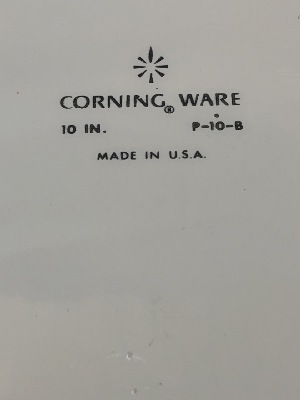 CORNING® WARE
10 IN. P-10-B
MADE IN U.S.A.